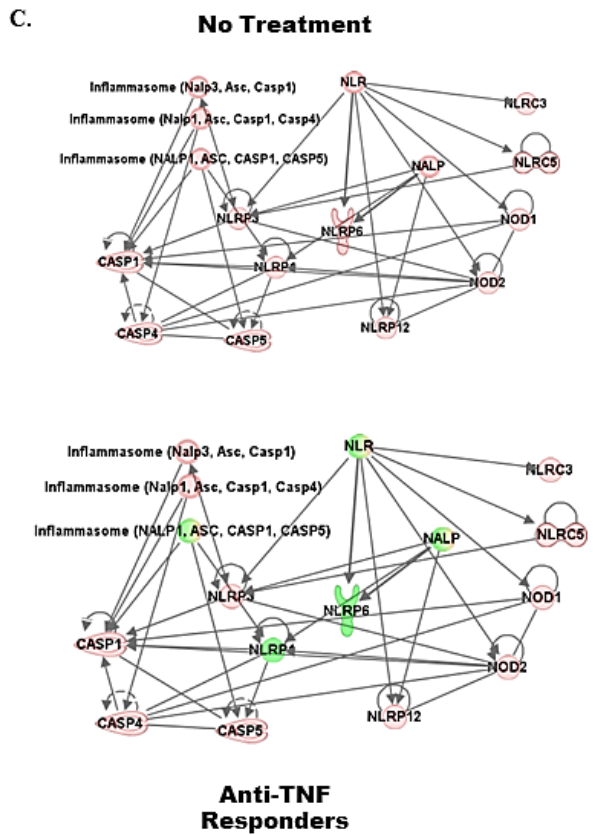 C.
No Treatment
Inflammasome (Nalp3, Asc, Casp1)
NLR
NLRC3
Inflammasome (Nalp1, Asc, Casp1, Casp4)
Inflammasome (NALP1, ASC, CASP1, CASP5)
NALP
NLRC5
NLRP3
NLRP6
NOD1
CASP1
NLRP1
NOD2
CASP4
CASP5
NLRP12
Inflammasome (Nalp3, Asc, Casp1)
NLR
NLRC3
Inflammasome (Nalp1, Asc, Casp1, Casp4)
Inflammasome (NALP1, ASC, CASP1, CASP5)
NALP
NLRC5
NLRP3
NLRP6
NOD1
CASP1
NLRP1
NOD2
CASP4
CASP5
NLRP12
Anti-TNF
Responders